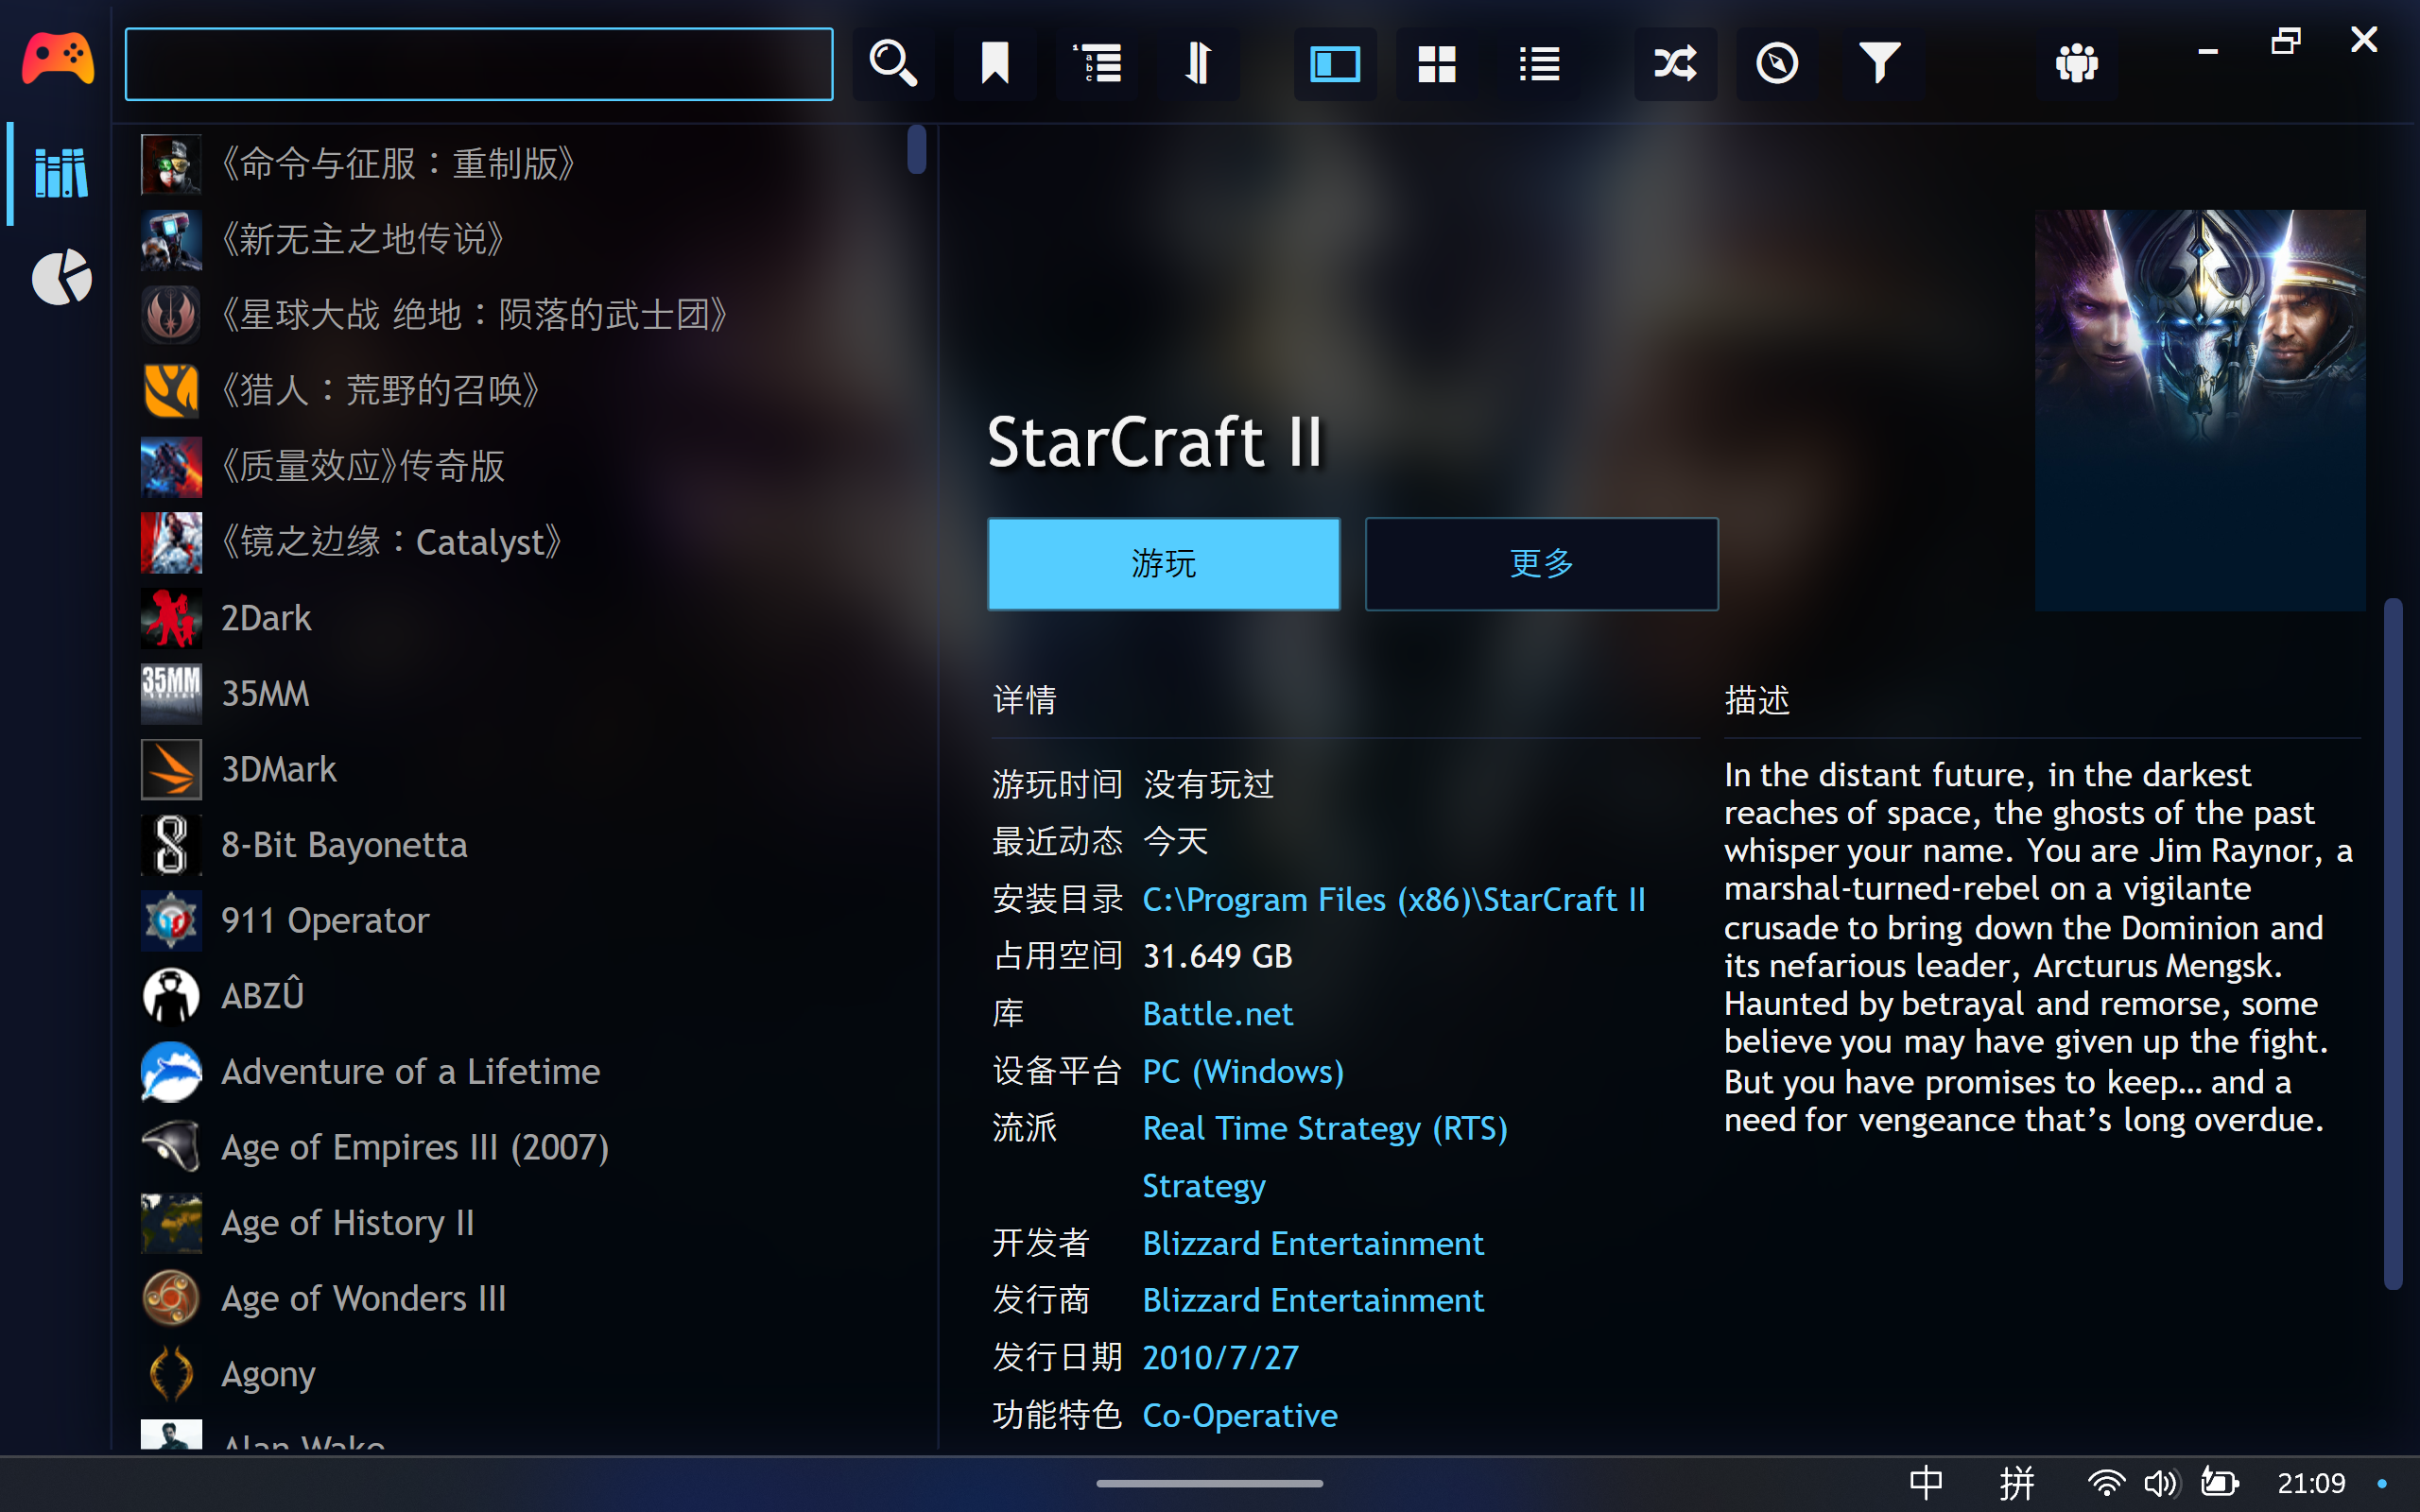 《命令与征服：重制版》
《新无主之地传说》
《星球大战 绝地：陨落的武士团》
《猎人：荒野的召唤》
《质量效应》传奇版
《镜之边缘：Catalyst》
2Dark
35MM
35MM
3DMark
8-Bit Bayonetta
911 Operator
ABZÛ
Adventure of a Lifetime
Age of Empires III (2007)
Age of History II
Age of Wonders III
Agony
Alan Wake
StarCraft II
游玩
更多
详情
游玩时间 没有玩过
最近动态 今天
安装目录 C:\Program Files (x86)\StarCraft II
占用空间 31.649 GB
库 Battle.net
设备平台 PC (Windows)
流派 Real Time Strategy (RTS)
Strategy
开发者 Blizzard Entertainment
发行商 Blizzard Entertainment
发行日期 2010/7/27
功能特色 Co-Operative
描述
In the distant future, in the darkest
reaches of space, the ghosts of the past
whisper your name. You are Jim Raynor, a
marshal-turned-rebel on a vigilante
crusade to bring down the Dominion and
its nefarious leader, Arcturus Mengsk.
Haunted by betrayal and remorse, some
believe you may have given up the fight.
But you have promises to keep… and a
need for vengeance that’s long overdue.
中 拼 21:09